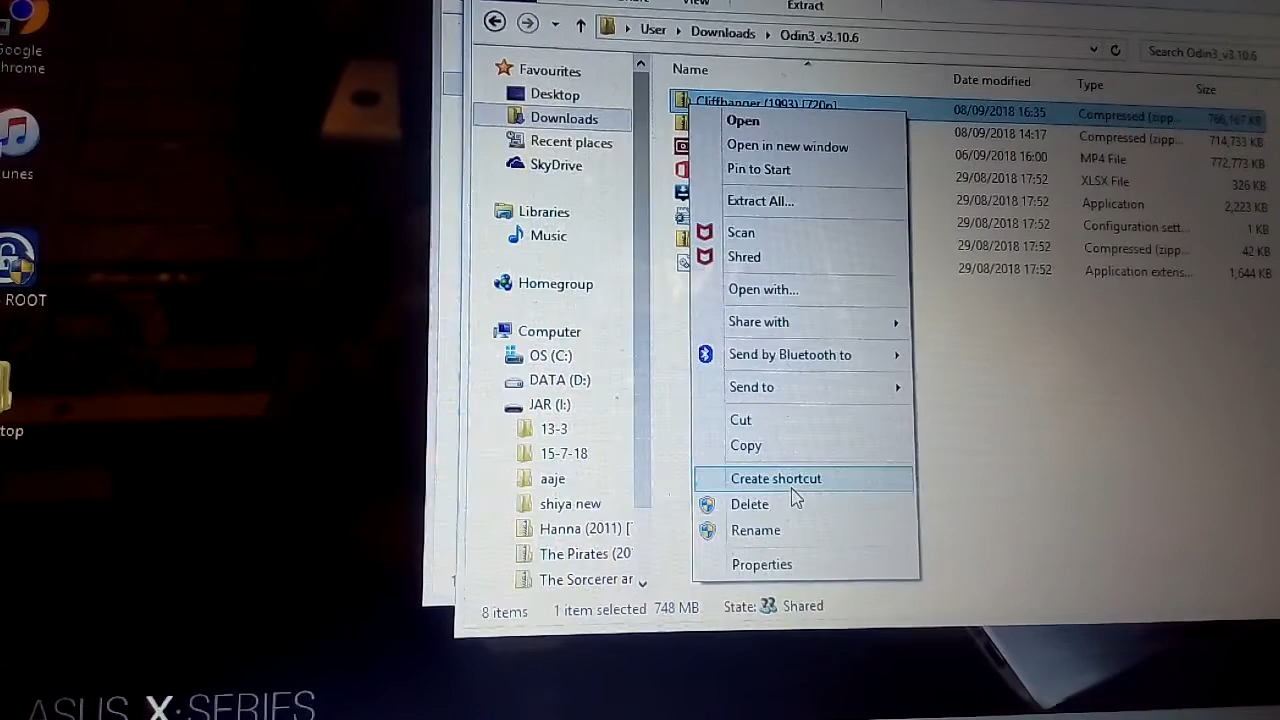 View
Extract
User
Downloads
Odin3_v3.10.6
Search Odin3_v3.10.6
Google
hrome
unes
ROOT
top
Favourites
Desktop
Downloads
Recent places
SkyDrive
Libraries
Music
Homegroup
Computer
OS (C:)
DATA (D:)
JAR (I:)
13-3
15-7-18
aaje
shiya new
Hanna (2011) [
The Pirates (20
The Sorcerer ar
Name
Date modified
Type
Size
Cliffhanger (1993) [720p]
08/09/2018 16:35
Compressed (zipp...
766,167 KB
08/09/2018 14:17
Compressed (zipp...
714,733 KB
06/09/2018 16:00
MP4 File
772,773 KB
29/08/2018 17:52
XLSX File
326 KB
29/08/2018 17:52
Application
2,223 KB
29/08/2018 17:52
Configuration sett...
1 KB
29/08/2018 17:52
Compressed (zipp...
42 KB
29/08/2018 17:52
Application extens...
1,644 KB
Open
Open in new window
Pin to Start
Extract All...
Scan
Shred
Open with...
Share with
Send by Bluetooth to
Send to
Cut
Copy
Create shortcut
Delete
Rename
Properties
8 items
1 item selected 748 MB
State:
Shared
ASUS X·SERIES